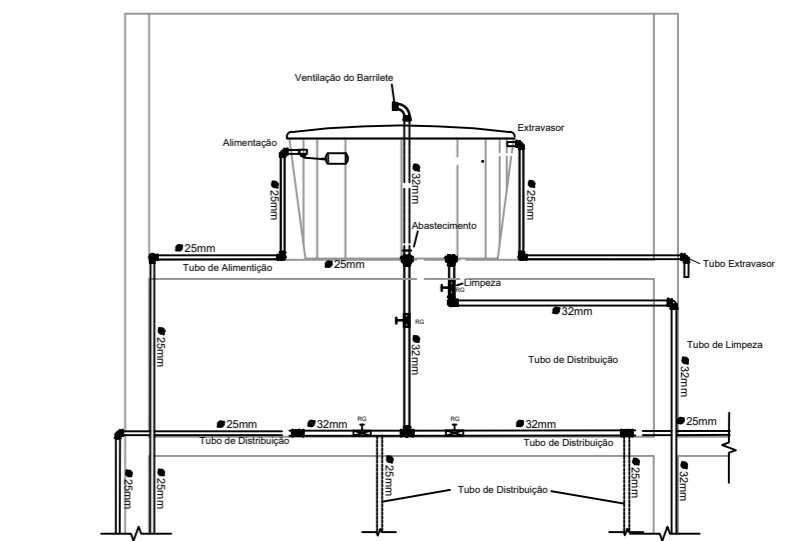 Ventilação do Barrilete
Extravasor
Alimentação
32mm
25mm
25mm
Abastecimento
25mm
Tubo de Alimentição
25mm
Tubo Extravasor
Limpeza
RG
32mm
RG
25mm
32mm
Tubo de Limpeza
Tubo de Distribuição
32mm
RG
RG
25mm
32mm
32mm
25mm
Tubo de Distribuição
Tubo de Distribuição
25mm
25mm
25mm
25mm
32mm
Tubo de Distribuição